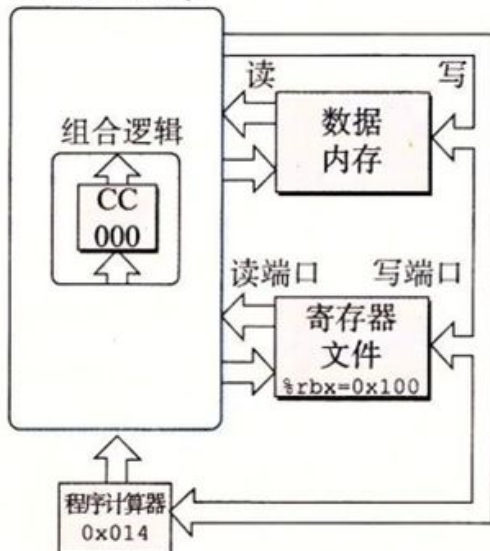 读
写
数据
内存
组合逻辑
CC
000
读端口
写端口
寄存器
文件
%rbx=0x100
程序计算器
0x014